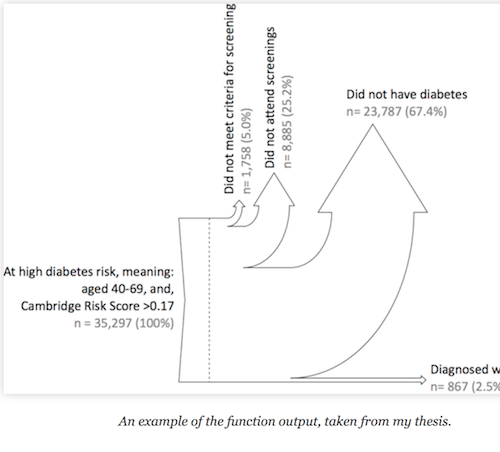 Did not meet criteria for screening
n= 1,758 (5.0%)
Did not attend screenings
n= 8,885 (25.2%)
Did not have diabetes
n= 23,787 (67.4%)
At high diabetes risk, meaning:
aged 40-69, and,
Cambridge Risk Score >0.17
n = 35,297 (100%)
Diagnosed w
n= 867 (2.5%
An example of the function output, taken from my thesis.